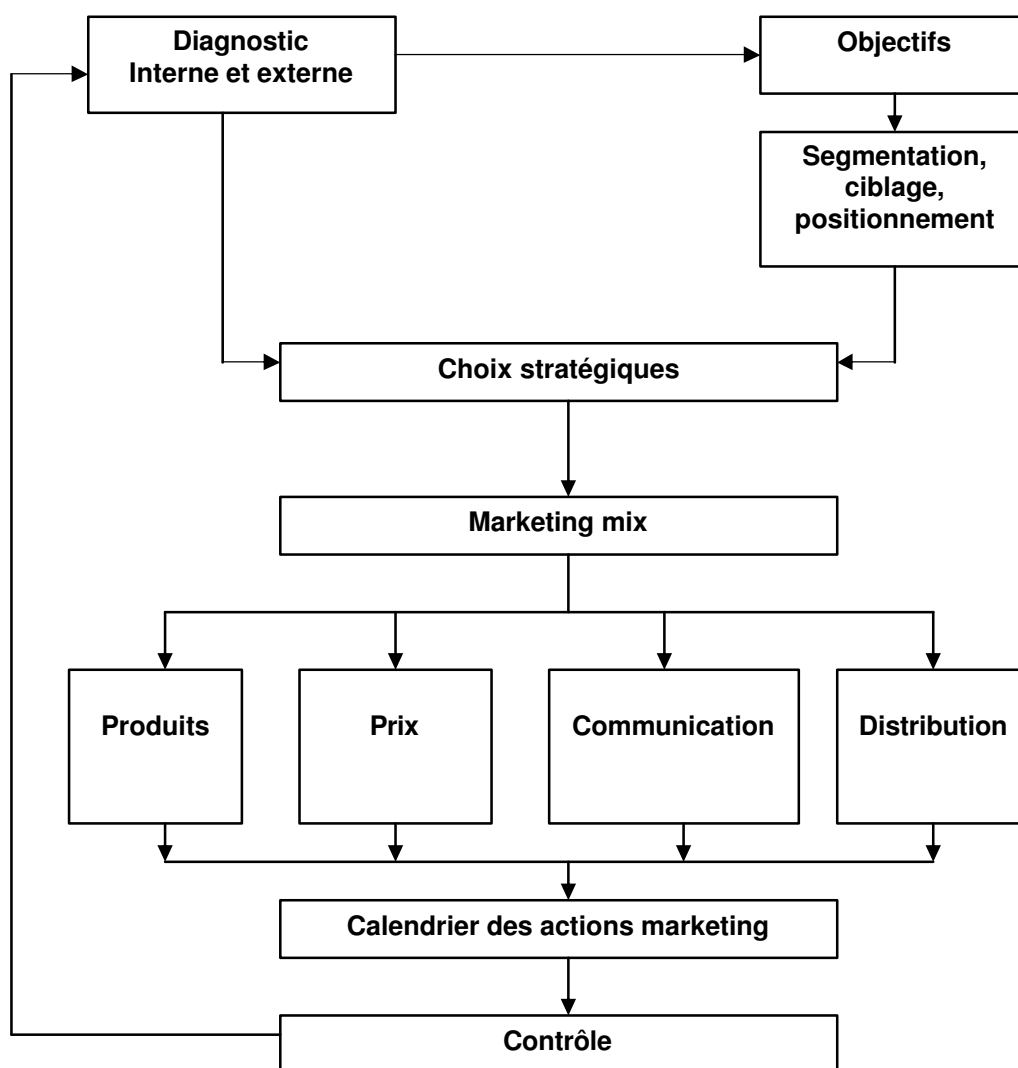 Diagnostic
Interne et externe
Objectifs
Segmentation,
ciblage,
positionnement
Choix stratégiques
Marketing mix
Produits
Prix
Communication
Distribution
Calendrier des actions marketing
Contrôle